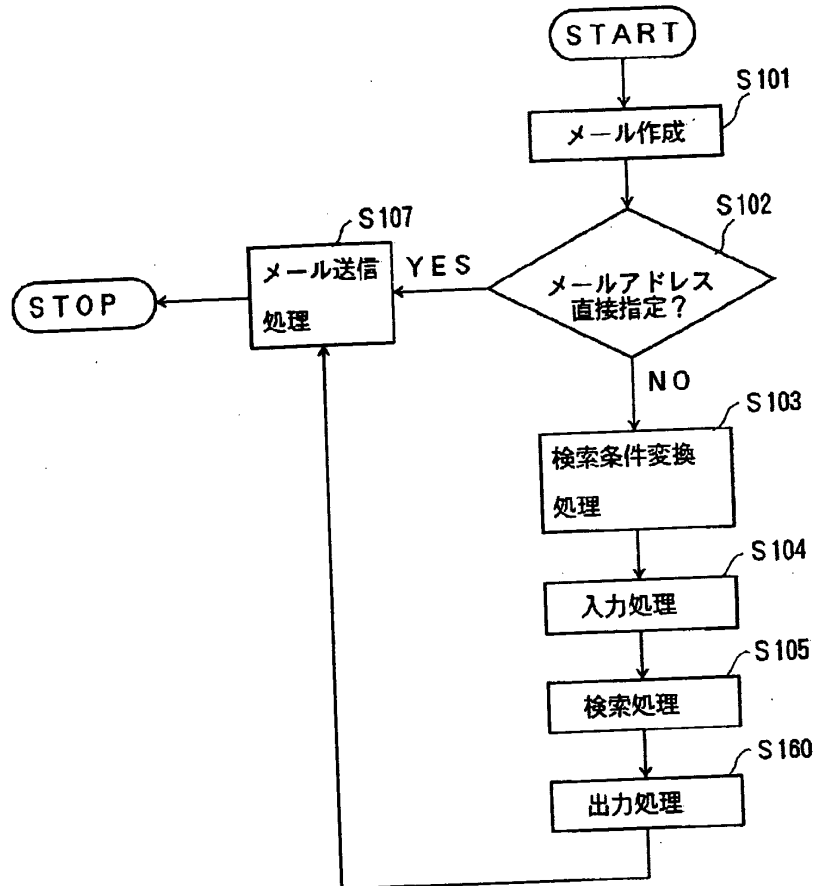 START
S101
メール作成
S102
メールアドレス
直接指定?
YES
S107
メール送信
処理
STOP
NO
S103
検索条件変換
処理
S104
入力処理
S105
検索処理
S160
出力処理